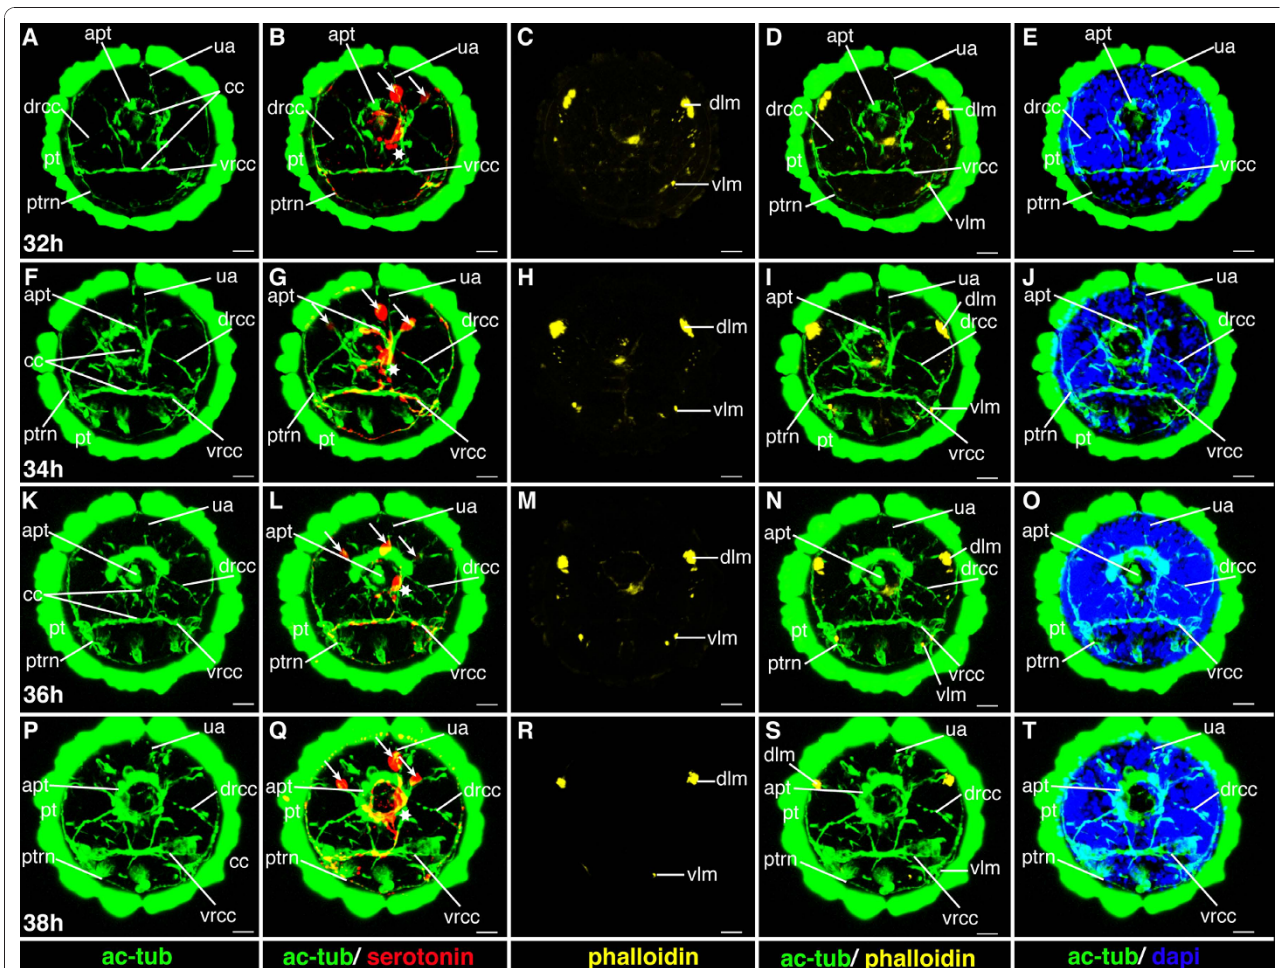 A apt ua cc drcc pt vrcc ptrn 32h
B apt ua drcc pt vrcc ptrn
C dlm vlm
D apt ua dlm drcc pt vrcc ptrn vlm
E apt ua drcc pt vrcc ptrn
F ua apt drcc cc ptrn pt vrcc 34h
G ua apt drcc ptrn pt vrcc
H dlm vlm
I ua dlm apt drcc vlm ptrn pt vrcc
J ua apt drcc ptrn pt vrcc
K ua apt drcc cc pt ptrn vrcc 36h
L ua apt drcc pt ptrn vrcc
M dlm vlm
N ua apt dlm drcc pt ptrn vrcc vlm
O ua apt drcc pt ptrn vrcc
P ua apt drcc pt ptrn cc vrcc 38h
Q ua apt drcc pt ptrn vrcc
R dlm vlm
S ua dlm apt drcc pt ptrn vlm vrcc
T ua apt drcc pt ptrn vrcc
ac-tub
ac-tub/ serotonin
phalloidin
ac-tub/ phalloidin
ac-tub/ dapi